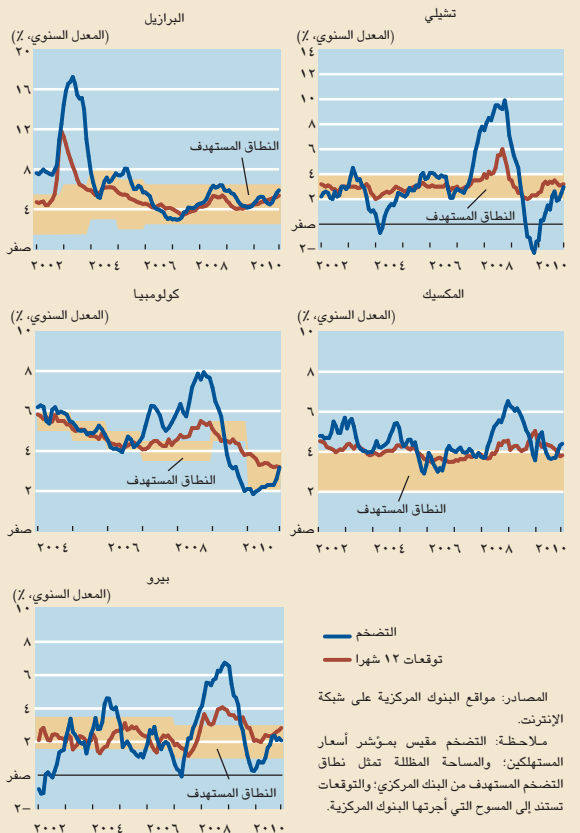 البرازيل
(المعدل السنوي، ٪)
٢٠
١٦
١٢
٤
صفر
النطاق المستهدف
٢٠٠٢ ٢٠٠٤ ٢٠٠٦ ٢٠٠٨ ٢٠١٠
تشيلي
(المعدل السنوي، ٪)
١٤
١٢
١٠
٨
٦
٤
٢
صفر
٢–
النطاق المستهدف
٢٠٠٢ ٢٠٠٤ ٢٠٠٦ ٢٠٠٨ ٢٠١٠
كولومبيا
(المعدل السنوي، ٪)
١٠
٨
٦
٤
٢
صفر
النطاق المستهدف
٢٠٠٤ ٢٠٠٦ ٢٠٠٨ ٢٠١٠
المكسيك
(المعدل السنوي، ٪)
١٠
٨
٦
٤
٢
صفر
النطاق المستهدف
٢٠٠٢ ٢٠٠٤ ٢٠٠٦ ٢٠٠٨ ٢٠١٠
بيرو
(المعدل السنوي، ٪)
١٠
٨
٤
٢
صفر
٢–
النطاق المستهدف
٢٠٠٢ ٢٠٠٤ ٢٠٠٦ ٢٠٠٨ ٢٠١٠
التضخم
توقعات ١٢ شهرا
المصادر: مواقع البنوك المركزية على شبكة
الإنترنت.
ملاحظة: التضخم مقيس بمؤشر أسعار
المستهلكين؛ والمساحة المظللة تمثل نطاق
التضخم المستهدف من البنك المركزي؛ والتوقعات
تستند إلى المسوح التي أجرتها البنوك المركزية.